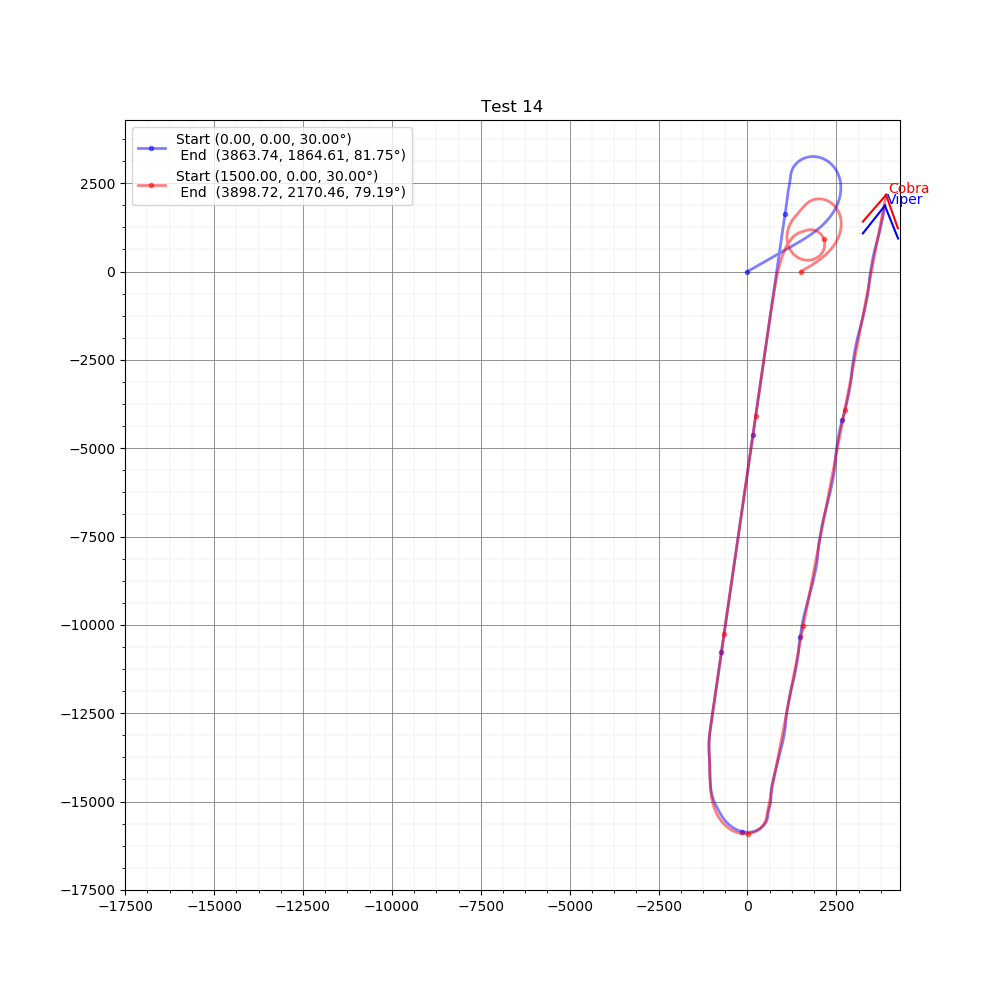 Test 14
Start (0.00, 0.00, 30.00°)
End (3863.74, 1864.61, 81.75°)
Start (1500.00, 0.00, 30.00°)
End (3898.72, 2170.46, 79.19°)
Cobra
Viper
2500
0
−2500
−5000
−7500
−10000
−12500
−15000
−17500
−17500 −15000 −12500 −10000 −7500 −5000 −2500 0 2500